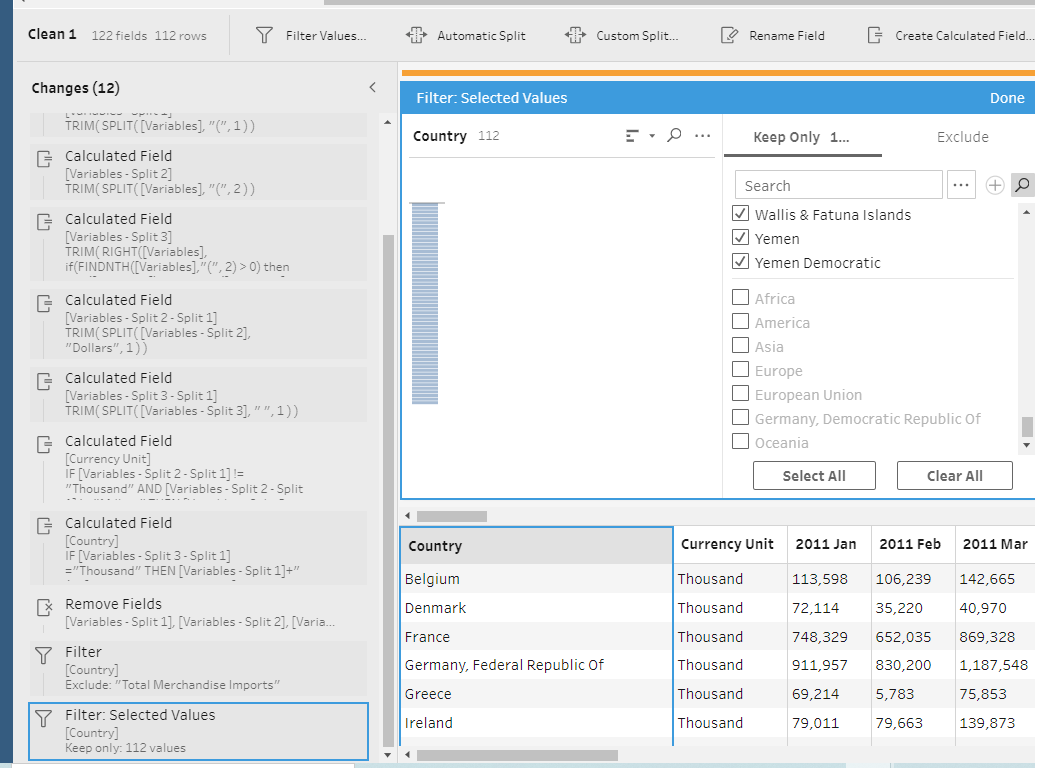 Clean 1 122 fields 112 rows Filter Values... Automatic Split Custom Split... Rename Field Create Calculated Field...
Changes (12)
[Variables - Split 1]
TRIM( SPLIT( [Variables], "(", 1 ) )
Calculated Field
[Variables - Split 2]
TRIM( SPLIT( [Variables], "(", 2 ) )
Calculated Field
[Variables - Split 3]
TRIM( RIGHT([Variables],
if(FINDNTH([Variables],"(", 2) > 0) then
Calculated Field
[Variables - Split 2 - Split 1]
TRIM( SPLIT( [Variables - Split 2],
"Dollars", 1 ) )
Calculated Field
[Variables - Split 3 - Split 1]
TRIM( SPLIT( [Variables - Split 3], " ", 1 ) )
Calculated Field
[Currency Unit]
IF [Variables - Split 2 - Split 1] !=
"Thousand" AND [Variables - Split 2 - Split
Calculated Field
[Country]
IF [Variables - Split 3 - Split 1]
="Thousand" THEN [Variables - Split 1]+"
Remove Fields
[Variables - Split 1], [Variables - Split 2], [Varia...
Filter
[Country]
Exclude: "Total Merchandise Imports"
Filter: Selected Values
[Country]
Keep only: 112 values
Filter: Selected Values Done
Country 112
Keep Only 1... Exclude
Search
Wallis & Fatuna Islands
Yemen
Yemen Democratic
Africa
America
Asia
Europe
European Union
Germany, Democratic Republic Of
Oceania
Select All Clear All
Country Currency Unit 2011 Jan 2011 Feb 2011 Mar
Belgium Thousand 113,598 106,239 142,665
Denmark Thousand 72,114 35,220 40,970
France Thousand 748,329 652,035 869,328
Germany, Federal Republic Of Thousand 911,957 830,200 1,187,548
Greece Thousand 69,214 5,783 75,853
Ireland Thousand 79,011 79,663 139,873